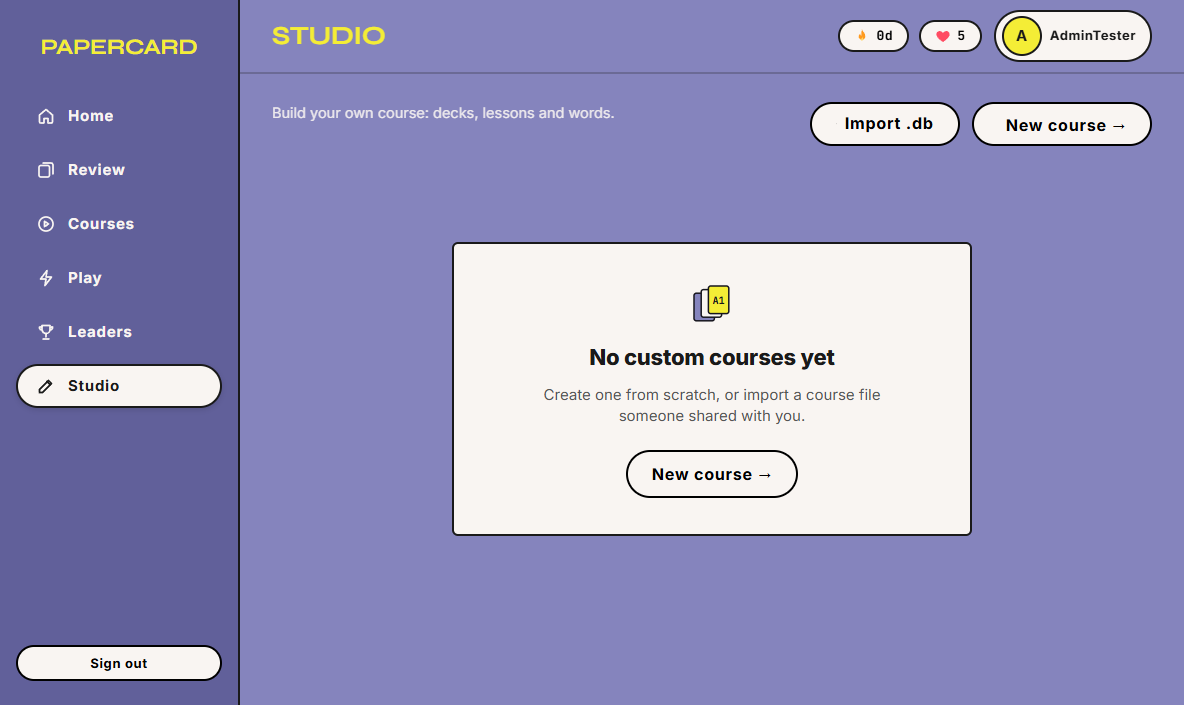 PAPERCARD
Home
Review
Courses
Play
Leaders
Studio
Sign out
STUDIO
0d
5
A
AdminTester
Build your own course: decks, lessons and words.
Import .db
New course →
A1
No custom courses yet
Create one from scratch, or import a course file
someone shared with you.
New course →